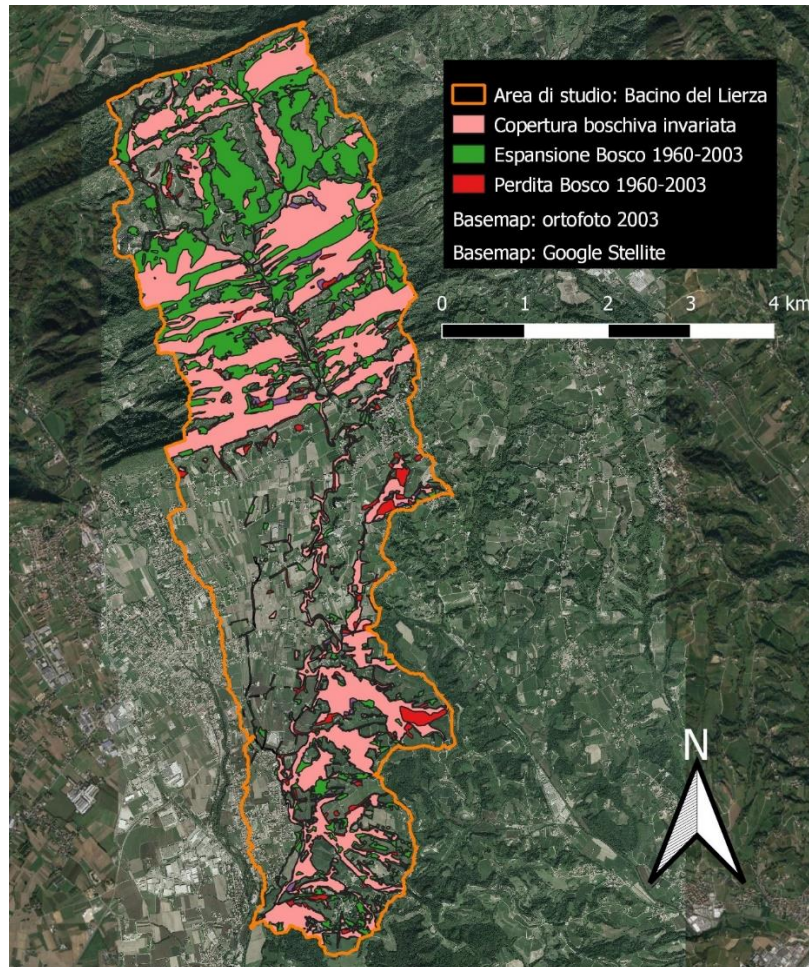 Area di studio: Bacino del Lierza
Copertura boschiva invariata
Espansione Bosco 1960-2003
Perdita Bosco 1960-2003
Basemap: ortofoto 2003
Basemap: Google Stellite
0 1 2 3 4 km
N